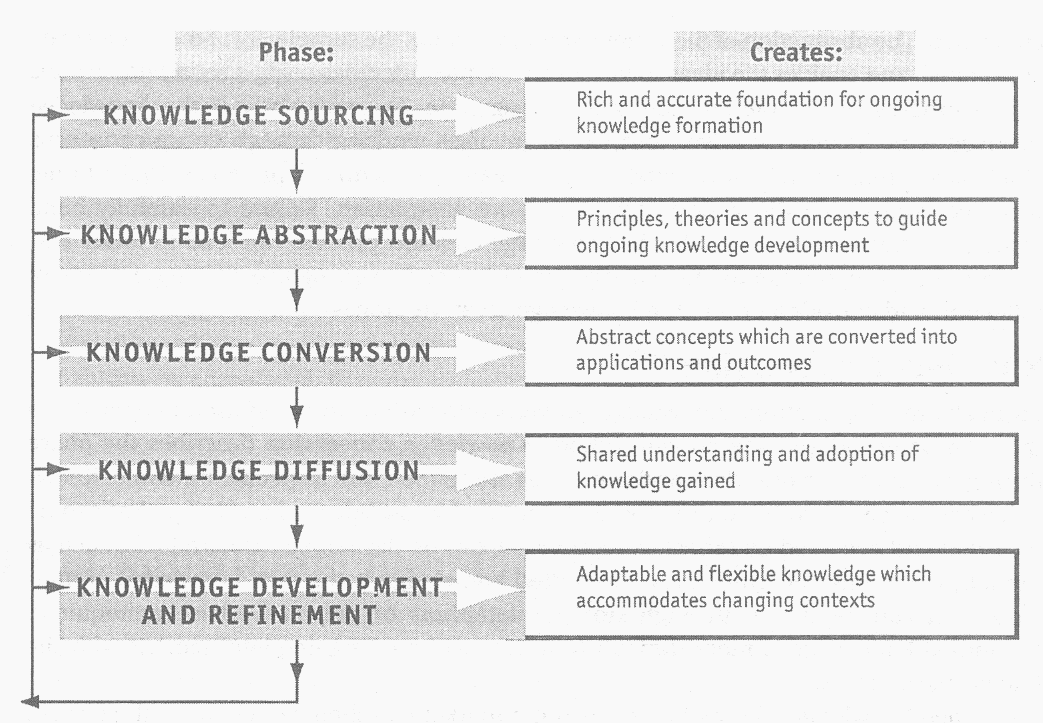 Phase:
Creates:
KNOWLEDGE SOURCING
Rich and accurate foundation for ongoing
knowledge formation
KNOWLEDGE ABSTRACTION
Principles, theories and concepts to guide
ongoing knowledge development
KNOWLEDGE CONVERSION
Abstract concepts which are converted into
applications and outcomes
KNOWLEDGE DIFFUSION
Shared understanding and adoption of
knowledge gained
KNOWLEDGE DEVELOPMENT
AND REFINEMENT
Adaptable and flexible knowledge which
accommodates changing contexts